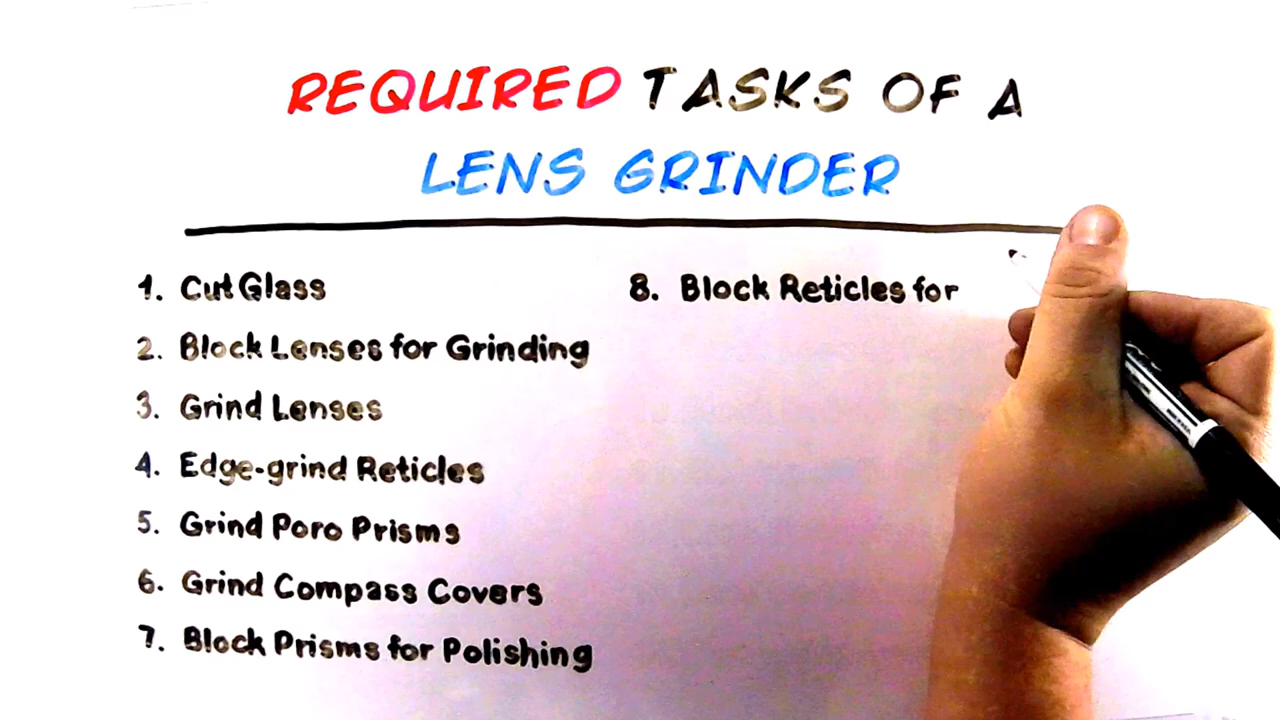 REQUIRED TASKS OF A
LENS GRINDER
1. Cut Glass
2. Block Lenses for Grinding
3. Grind Lenses
4. Edge-grind Reticles
5. Grind Poro Prisms
6. Grind Compass Covers
7. Block Prisms for Polishing
8. Block Reticles for